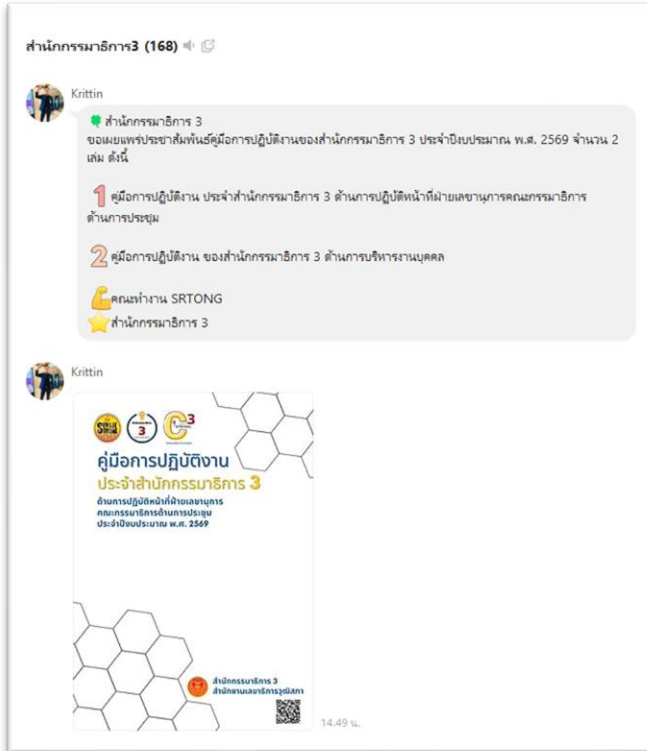 สำนักกรรมาธิการ3 (168)
Krittin
สำนักกรรมาธิการ 3
ขอเผยแพร่ประชาสัมพันธ์คู่มือการปฏิบัติงานของสำนักกรรมาธิการ 3 ประจำปีงบประมาณ พ.ศ. 2569 จำนวน 2
เล่ม ดังนี้
1 คู่มือการปฏิบัติงาน ประจำสำนักกรรมาธิการ 3 ด้านการปฏิบัติหน้าที่ฝ่ายเลขานุการคณะกรรมาธิการ
ด้านการประชุม
2 คู่มือการปฏิบัติงาน ของสำนักกรรมาธิการ 3 ด้านการบริหารงานบุคคล
คณะทำงาน SRTONG
สำนักกรรมาธิการ 3
Krittin
3
C3
คู่มือการปฏิบัติงาน
ประจำสำนักกรรมาธิการ 3
ด้านการปฏิบัติหน้าที่ฝ่ายเลขานุการ
คณะกรรมาธิการด้านการประชุม
ประจำปีงบประมาณ พ.ศ. 2569
สำนักกรรมาธิการ 3
สำนักงานเลขาธิการวุฒิสภา
14.49 น.